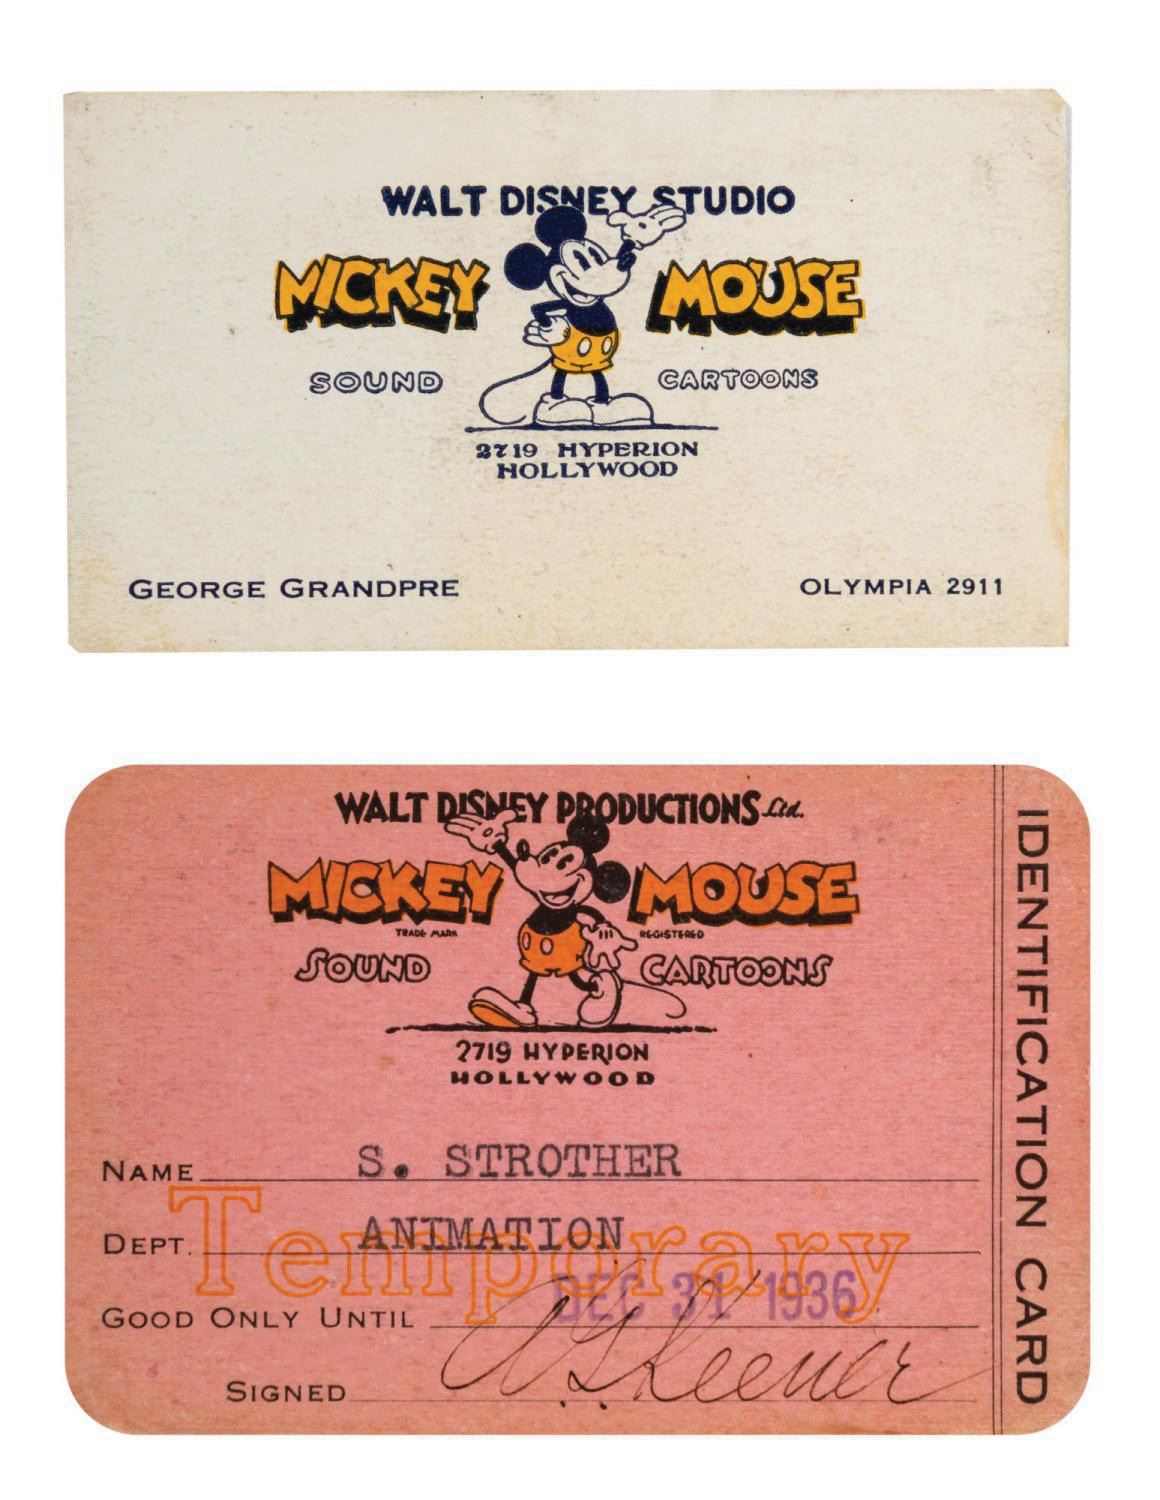 WALT DISNEY STUDIO
MICKEY MOUSE
SOUND CARTOONS
2719 HYPERION
HOLLYWOOD
GEORGE GRANDPRE OLYMPIA 2911
WALT DISNEY PRODUCTIONS Ltd.
MICKEY MOUSE
TRADE MARK REGISTERED
SOUND CARTOONS
2719 HYPERION
HOLLYWOOD
NAME S. STROTHER
Temporary
DEPT. ANIMATION
GOOD ONLY UNTIL DEC 31 1936
SIGNED Keener
IDENTIFICATION CARD